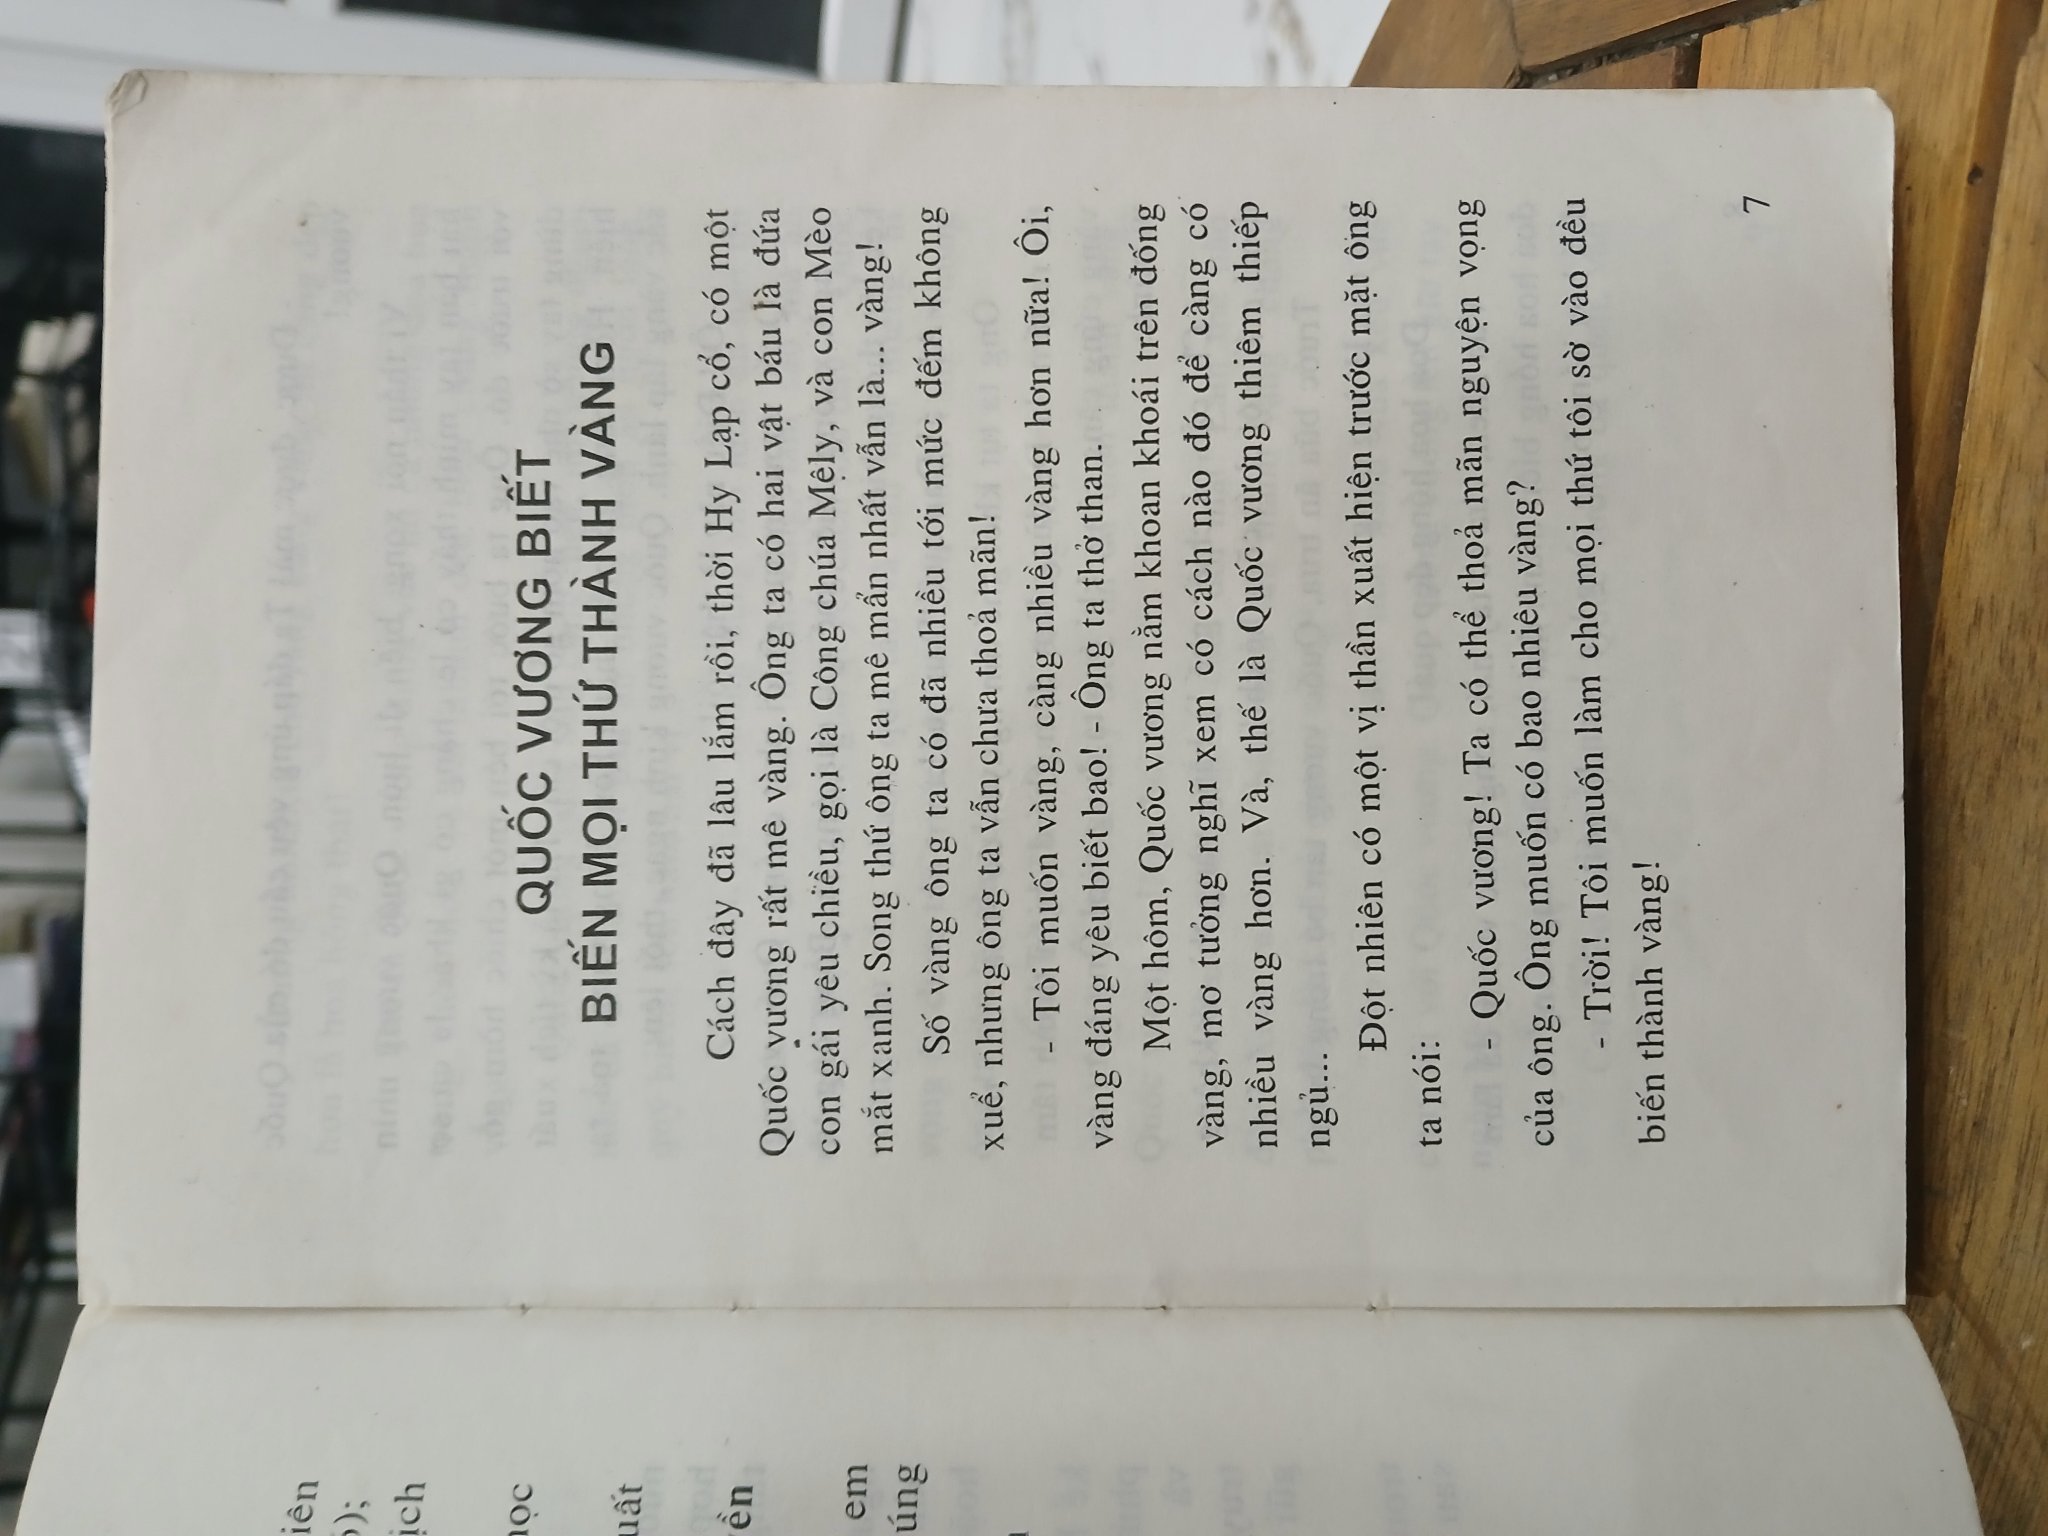 QUỐC VƯƠNG BIẾT
BIẾN MỌI THỨ THÀNH VÀNG
Cách đây đã lâu lắm rồi, thời Hy Lạp cổ, có một
Quốc vương rất mê vàng. Ông ta có hai vật báu là đứa
con gái yêu chiều, gọi là Công chúa Mêly, và con Mèo
mắt xanh. Song thứ ông ta mê mẩn nhất vẫn là... vàng!
Số vàng ông ta có đã nhiều tới mức đếm không
xuể, nhưng ông ta vẫn chưa thoả mãn!
- Tôi muốn vàng, càng nhiều vàng hơn nữa! Ôi,
vàng đáng yêu biết bao! - Ông ta thở than.
Một hôm, Quốc vương nằm khoan khoái trên đống
vàng, mơ tưởng nghĩ xem có cách nào đó để càng có
nhiều vàng hơn. Và, thế là Quốc vương thiêm thiếp
ngủ...
Đột nhiên có một vị thần xuất hiện trước mặt ông
ta nói:
- Quốc vương! Ta có thể thoả mãn nguyện vọng
của ông. Ông muốn có bao nhiêu vàng?
- Trời! Tôi muốn làm cho mọi thứ tôi sờ vào đều
biến thành vàng!
7